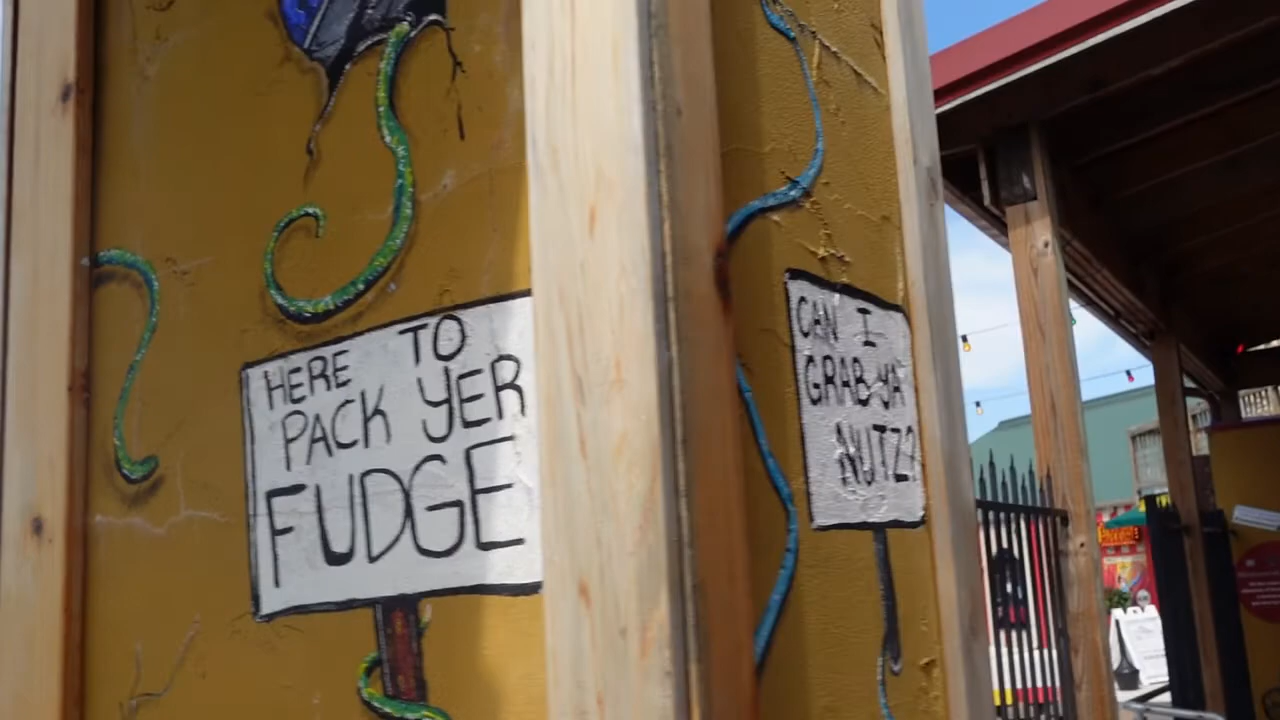 HERE TO
PACK YER
FUDGE
CAN I
GRAB YA
NUTZ?